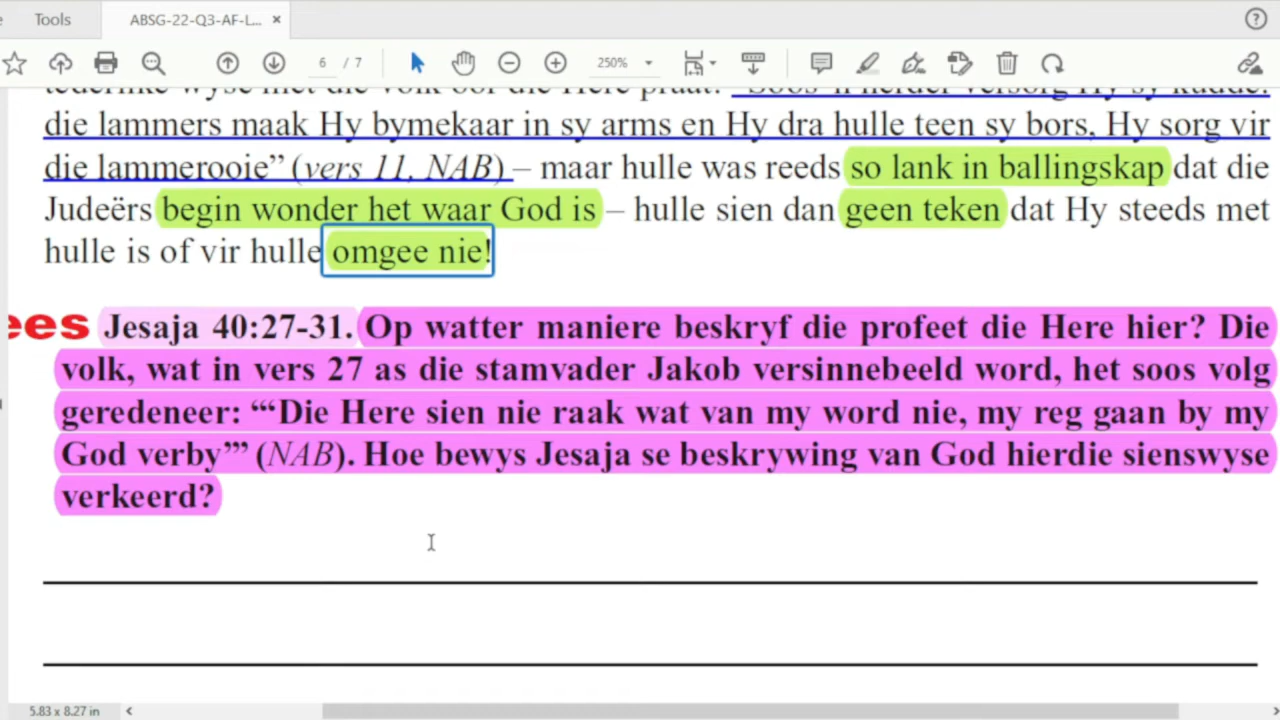 Tools
ABSG-22-Q3-AF-L... ×
6 / 7
250%
die lammers maak Hy bymekaar in sy arms en Hy dra hulle teen sy bors, Hy sorg vir
die lammerooie” (vers 11, NAB) – maar hulle was reeds so lank in ballingskap dat die
Judeërs begin wonder het waar God is – hulle sien dan geen teken dat Hy steeds met
hulle is of vir hulle omgee nie!
ees Jesaja 40:27-31. Op watter maniere beskryf die profeet die Here hier? Die
volk, wat in vers 27 as die stamvader Jakob versinnebeeld word, het soos volg
geredeneer: “‘Die Here sien nie raak wat van my word nie, my reg gaan by my
God verby’” (NAB). Hoe bewys Jesaja se beskrywing van God hierdie sienswyse
verkeerd?
5.83 x 8.27 in